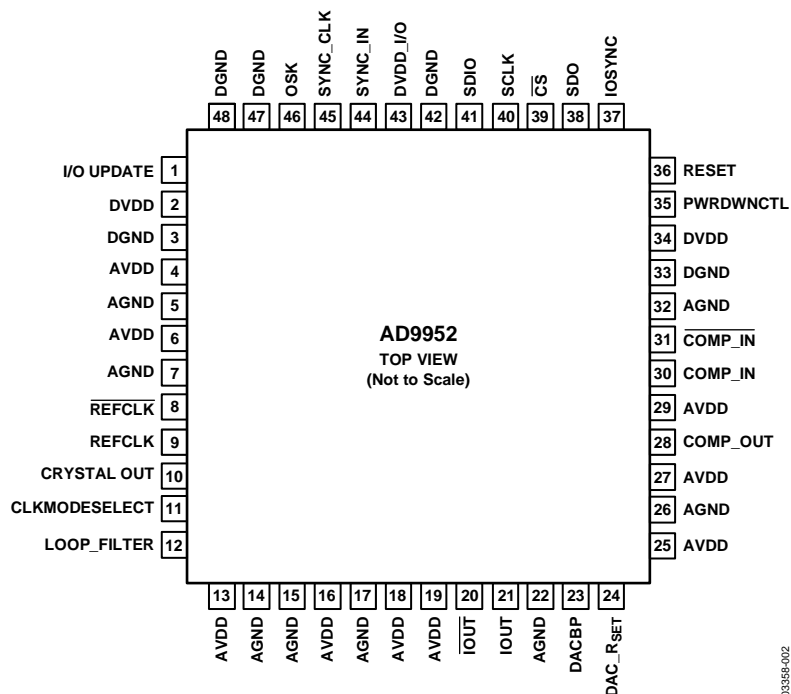 DGND
DGND
OSK
SYNC_CLK
SYNC_IN
DVDD_I/O
DGND
SDIO
SCLK
C̅S̅
SDO
IOSYNC
48 47 46 45 44 43 42 41 40 39 38 37
I/O UPDATE 1
DVDD 2
DGND 3
AVDD 4
AGND 5
AVDD 6
AGND 7
R̅E̅F̅C̅L̅K̅ 8
REFCLK 9
CRYSTAL OUT 10
CLKMODESELECT 11
LOOP_FILTER 12
AD9952
TOP VIEW
(Not to Scale)
36 RESET
35 PWRDWNCTL
34 DVDD
33 DGND
32 AGND
31 C̅O̅M̅P̅_̅I̅N̅
30 COMP_IN
29 AVDD
28 COMP_OUT
27 AVDD
26 AGND
25 AVDD
13 14 15 16 17 18 19 20 21 22 23 24
AVDD
AGND
AGND
AVDD
AGND
AVDD
AVDD
I̅O̅U̅T̅
IOUT
AGND
DACBP
DAC_RSET
03358-002